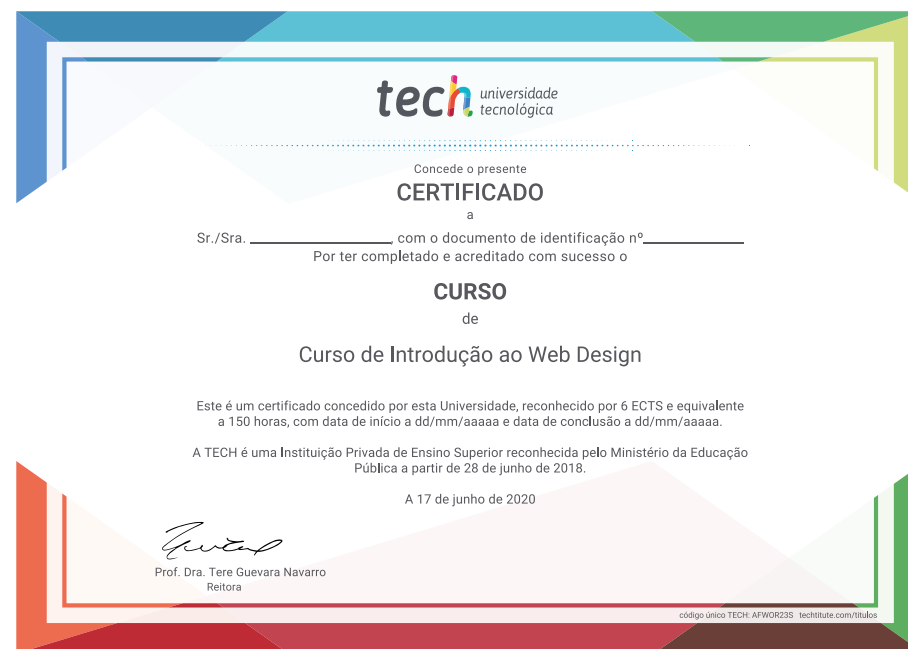 tech universidade
tecnológica
Concede o presente
CERTIFICADO
a
Sr./Sra. ____________________, com o documento de identificação nº______________
Por ter completado e acreditado com sucesso o
CURSO
de
Curso de Introdução ao Web Design
Este é um certificado concedido por esta Universidade, reconhecido por 6 ECTS e equivalente
a 150 horas, com data de início a dd/mm/aaaaa e data de conclusão a dd/mm/aaaaa.
A TECH é uma Instituição Privada de Ensino Superior reconhecida pelo Ministério da Educação
Pública a partir de 28 de junho de 2018.
A 17 de junho de 2020
Prof. Dra. Tere Guevara Navarro
Reitora
código único TECH: AFWOR23S techtitute.com/titulos